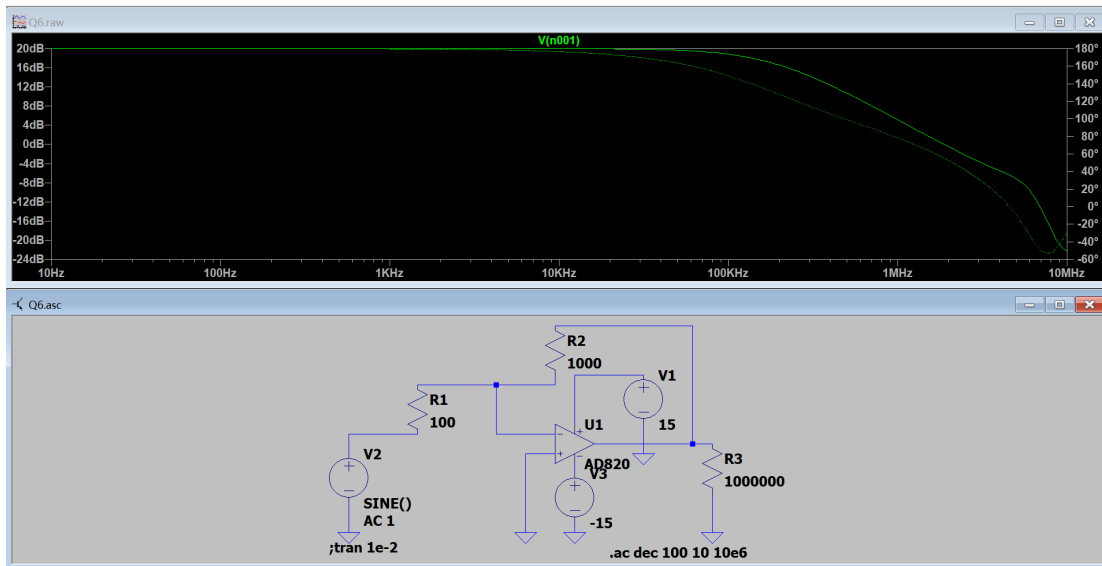 Q6.raw
V(n001)
20dB
16dB
12dB
8dB
4dB
0dB
-4dB
-8dB
-12dB
-16dB
-20dB
-24dB
180°
160°
140°
120°
100°
80°
60°
40°
20°
0°
-20°
-40°
-60°
10Hz
100Hz
1KHz
10KHz
100KHz
1MHz
10MHz
Q6.asc
R2
1000
V1
15
R1
100
U1
AD820
V2
SINE()
AC 1
V3
-15
R3
1000000
;tran 1e-2
.ac dec 100 10 10e6